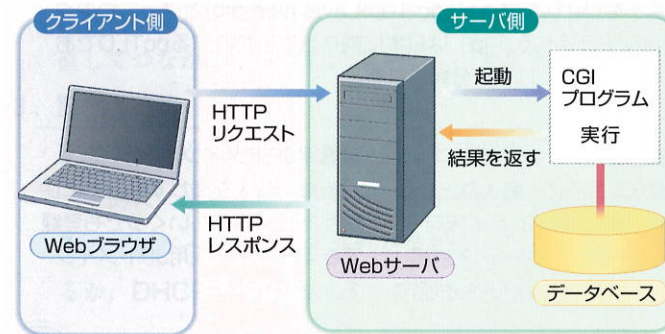 クライアント側
サーバ側
HTTP
リクエスト
起動
CGI
プログラム
実行
結果を返す
HTTP
レスポンス
Webブラウザ
Webサーバ
データベース